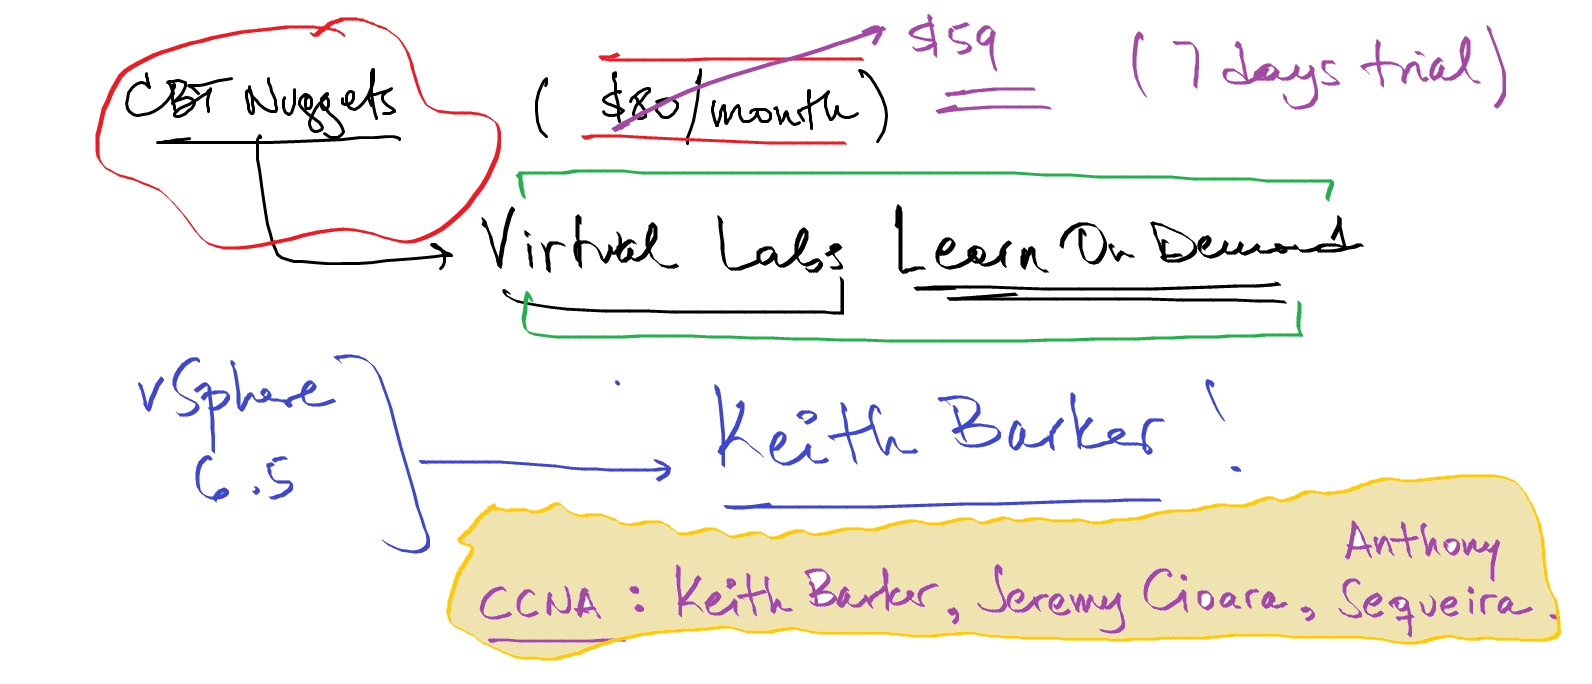 CBT Nuggets ( $80/month ) $59 ( 7 days trial )
Virtual Labs Learn On Demand
vSphere
6.5
Keith Barker !
CCNA : Keith Barker, Jeremy Cioara, Anthony Sequeira.